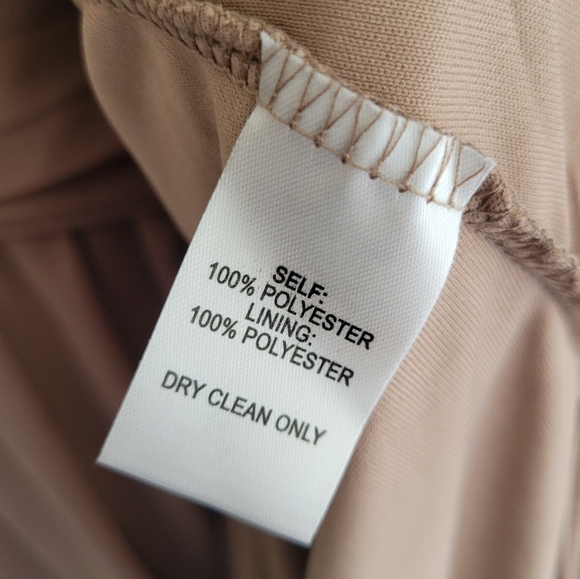 SELF:
100% POLYESTER
LINING:
100% POLYESTER
DRY CLEAN ONLY